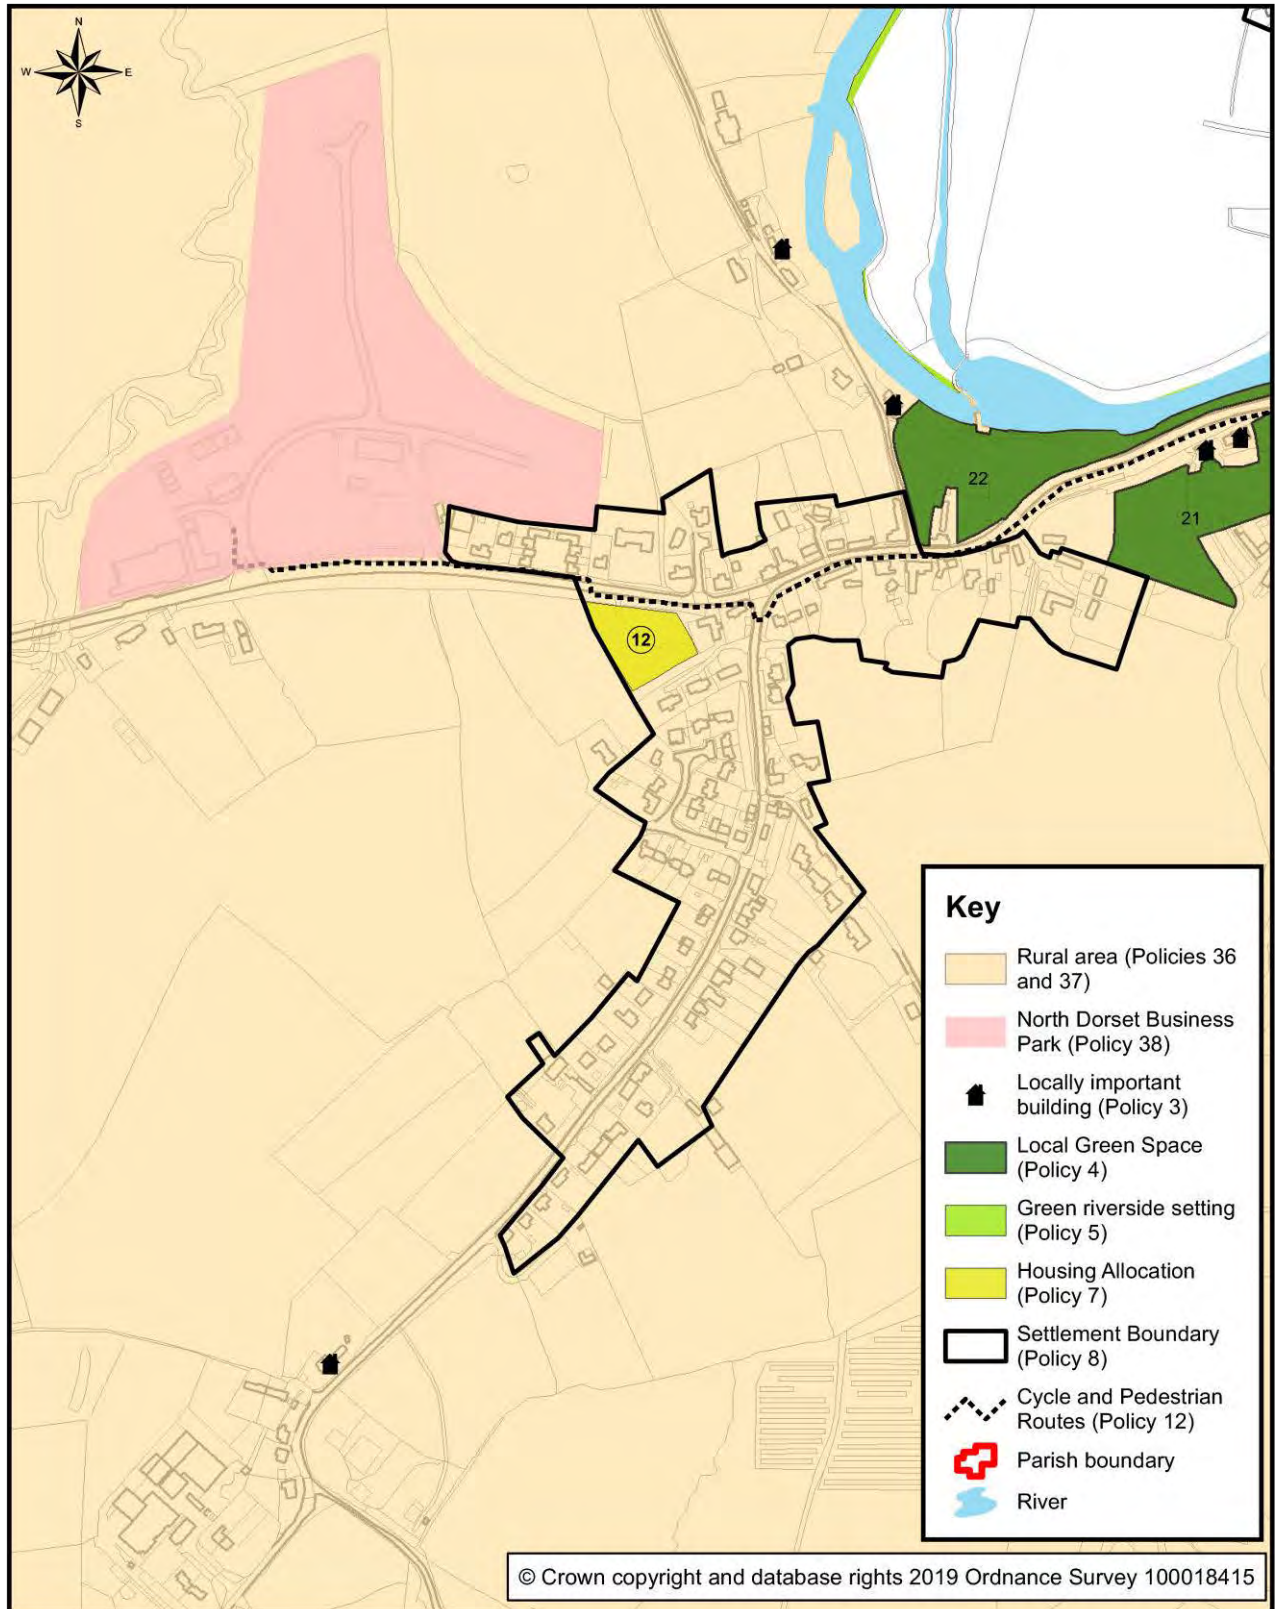 N
W E
S
22
21
12
Key
Rural area (Policies 36
and 37)
North Dorset Business
Park (Policy 38)
Locally important
building (Policy 3)
Local Green Space
(Policy 4)
Green riverside setting
(Policy 5)
Housing Allocation
(Policy 7)
Settlement Boundary
(Policy 8)
Cycle and Pedestrian
Routes (Policy 12)
Parish boundary
River
© Crown copyright and database rights 2019 Ordnance Survey 100018415